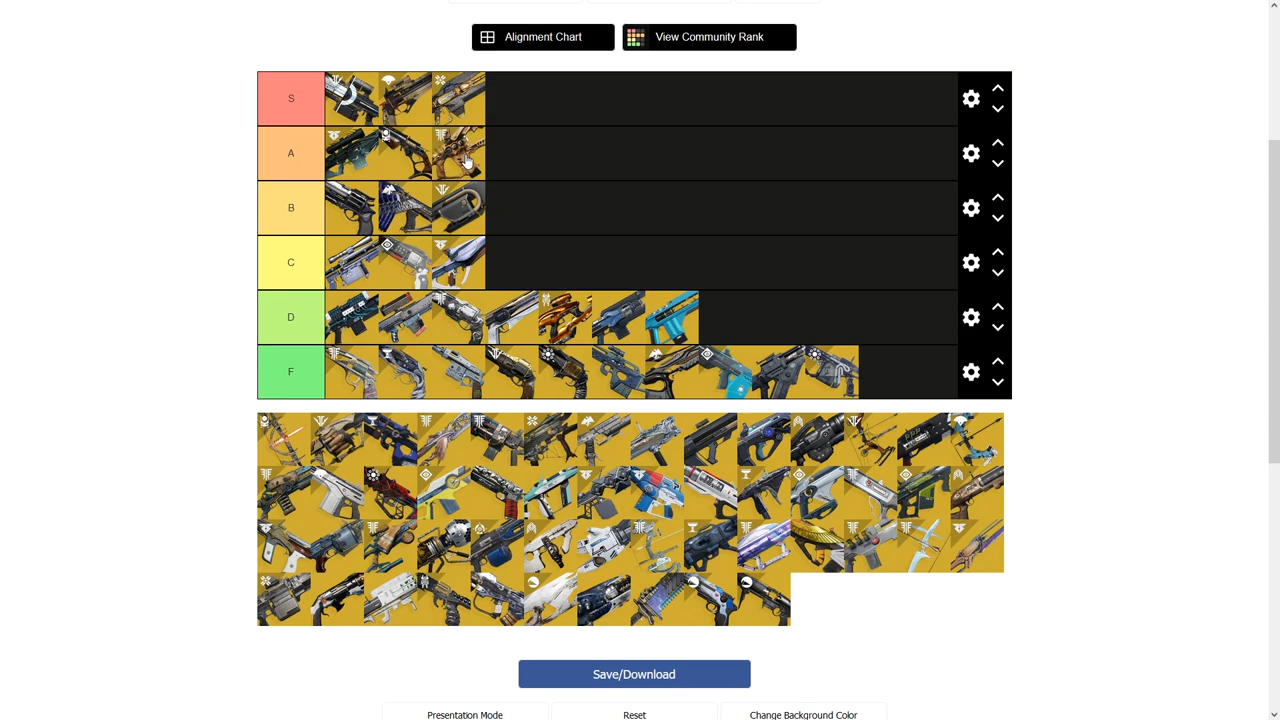 Alignment Chart
View Community Rank
S
A
B
C
D
F
Save/Download
Presentation Mode
Reset
Change Background Color